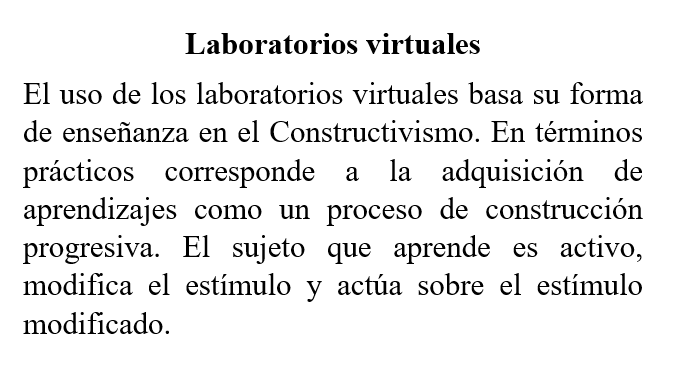 Laboratorios virtuales
El uso de los laboratorios virtuales basa su forma
de enseñanza en el Constructivismo. En términos
prácticos corresponde a la adquisición de
aprendizajes como un proceso de construcción
progresiva. El sujeto que aprende es activo,
modifica el estímulo y actúa sobre el estímulo
modificado.